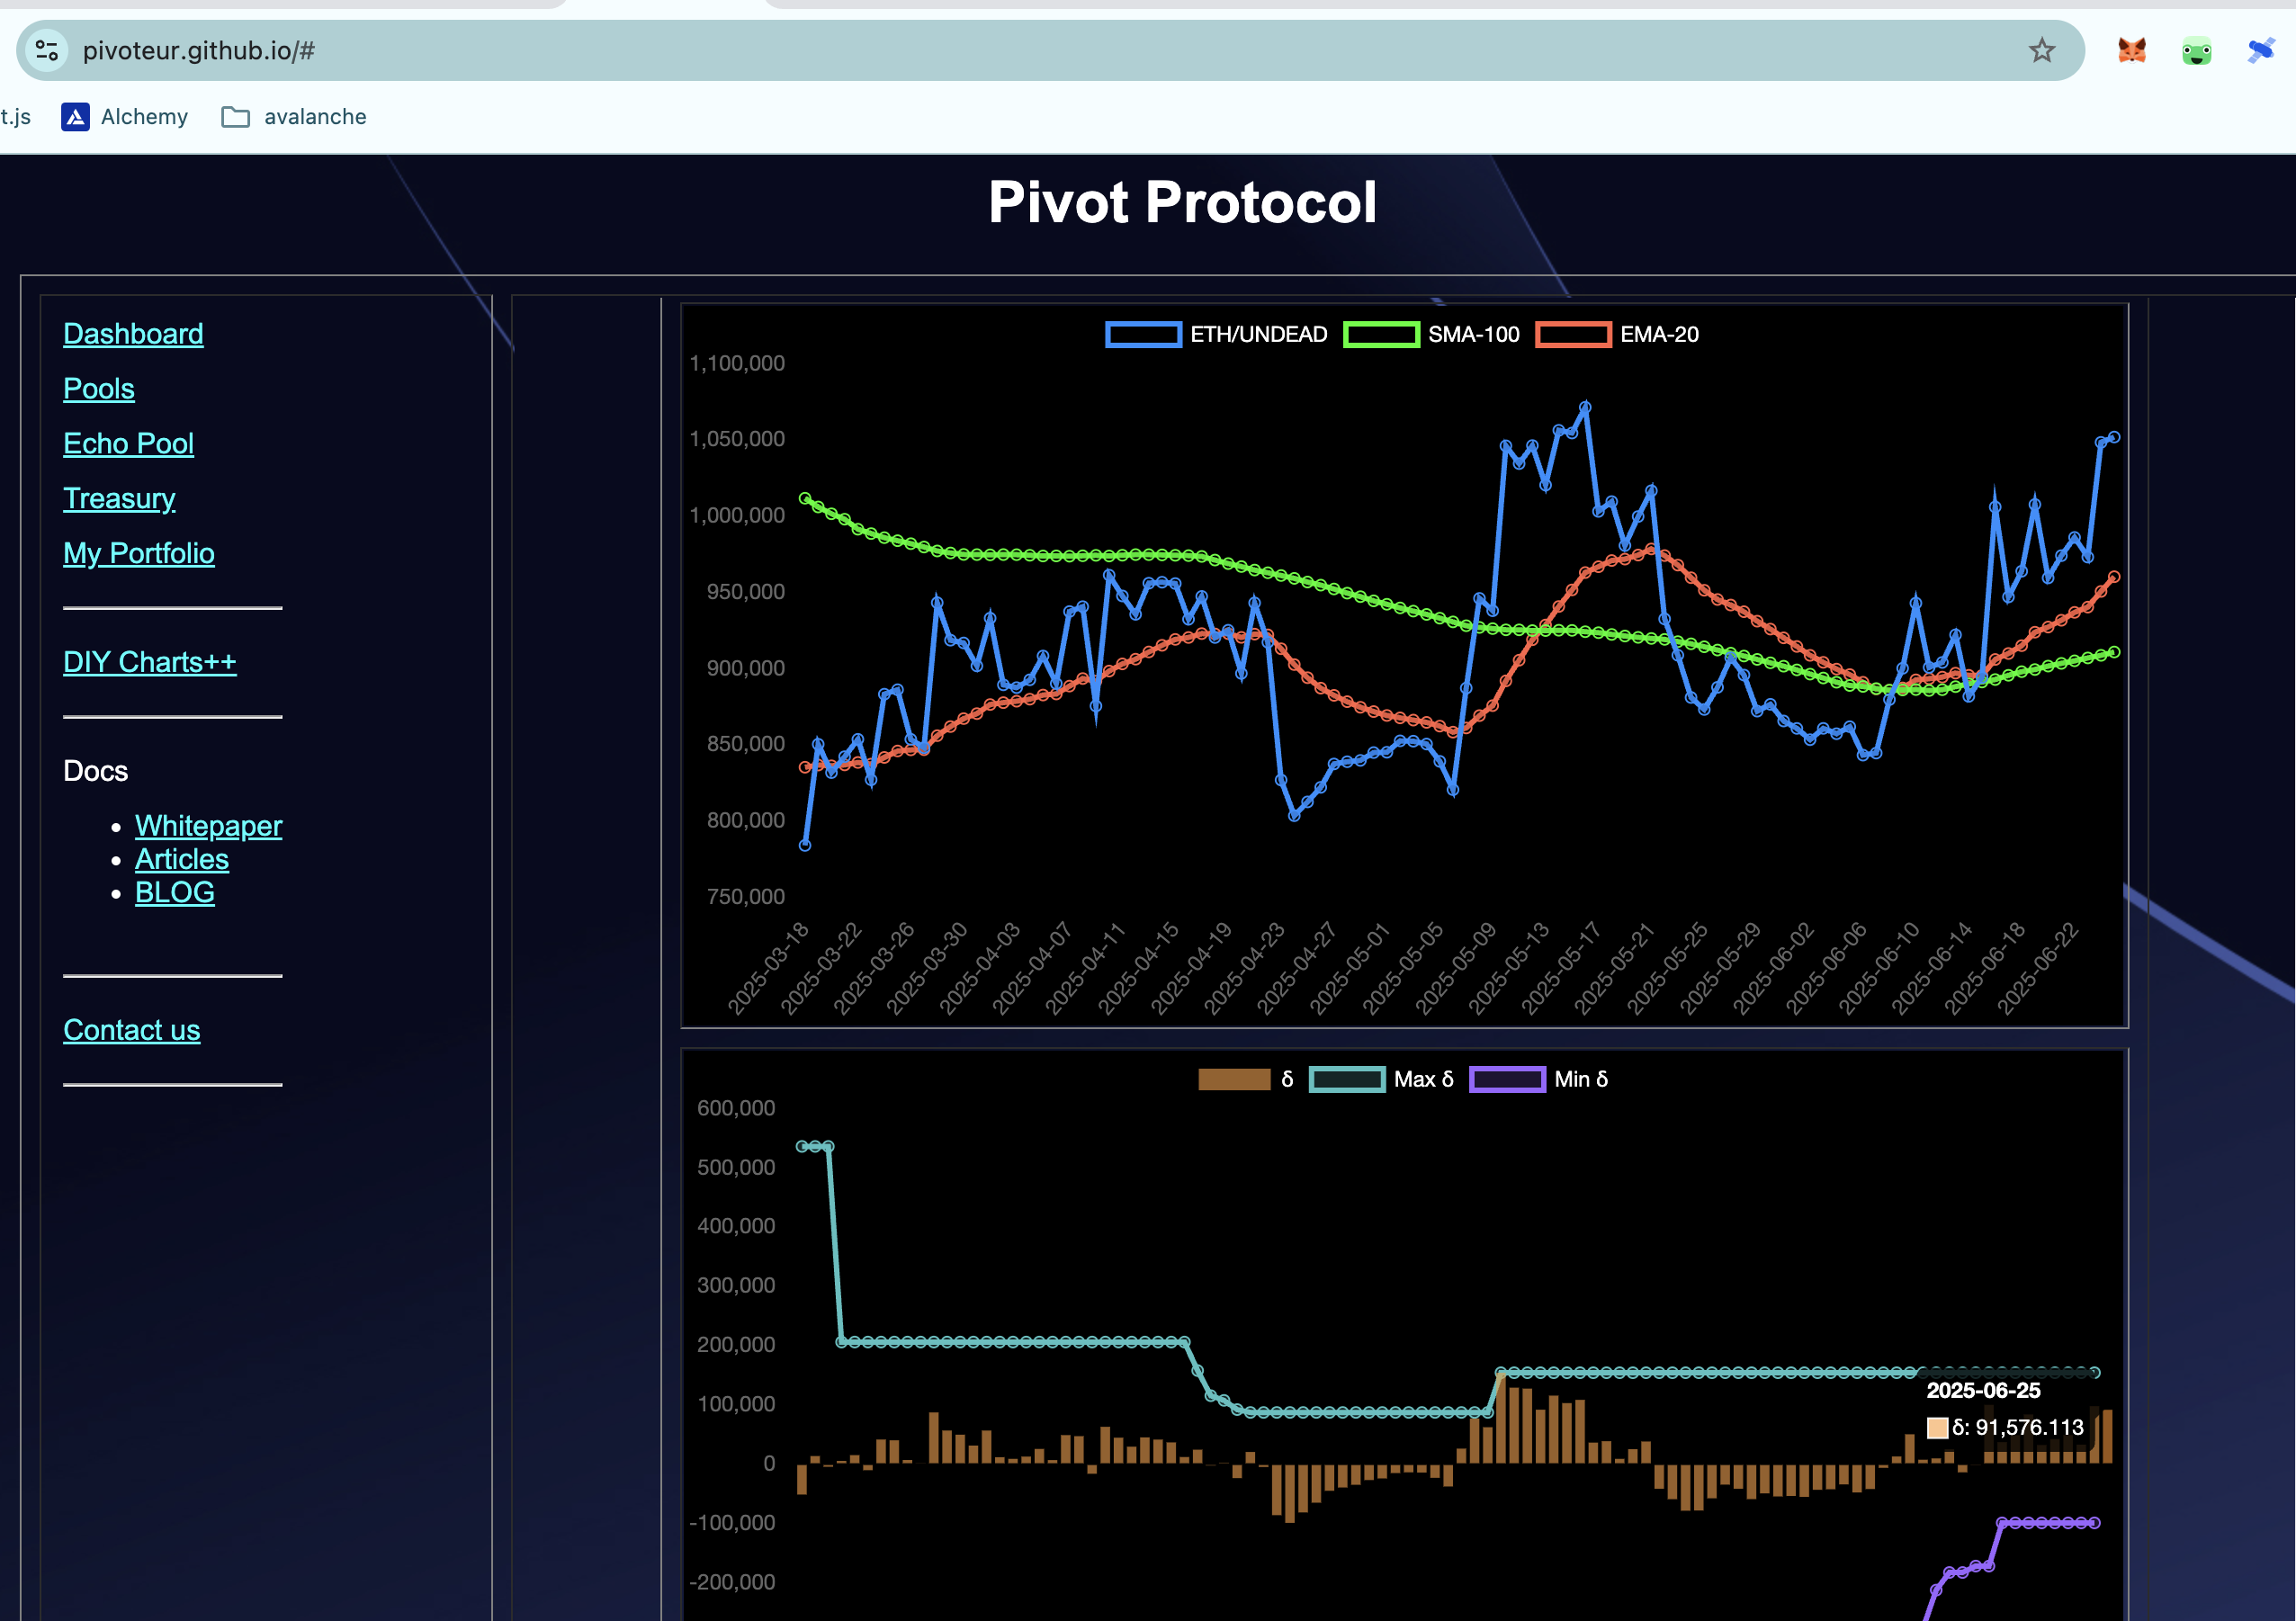 pivoteur.github.io/#
t.js Alchemy avalanche
Pivot Protocol
Dashboard
Pools
Echo Pool
Treasury
My Portfolio
DIY Charts++
Docs
Whitepaper
Articles
BLOG
Contact us
ETH/UNDEAD SMA-100 EMA-20
1,100,000
1,050,000
1,000,000
950,000
900,000
850,000
800,000
750,000
2025-03-18
2025-03-22
2025-03-26
2025-03-30
2025-04-03
2025-04-07
2025-04-11
2025-04-15
2025-04-19
2025-04-23
2025-04-27
2025-05-01
2025-05-05
2025-05-09
2025-05-13
2025-05-17
2025-05-21
2025-05-25
2025-05-29
2025-06-02
2025-06-06
2025-06-10
2025-06-14
2025-06-18
2025-06-22
δ Max δ Min δ
600,000
500,000
400,000
300,000
200,000
100,000
0
-100,000
-200,000
2025-06-25
δ: 91,576.113